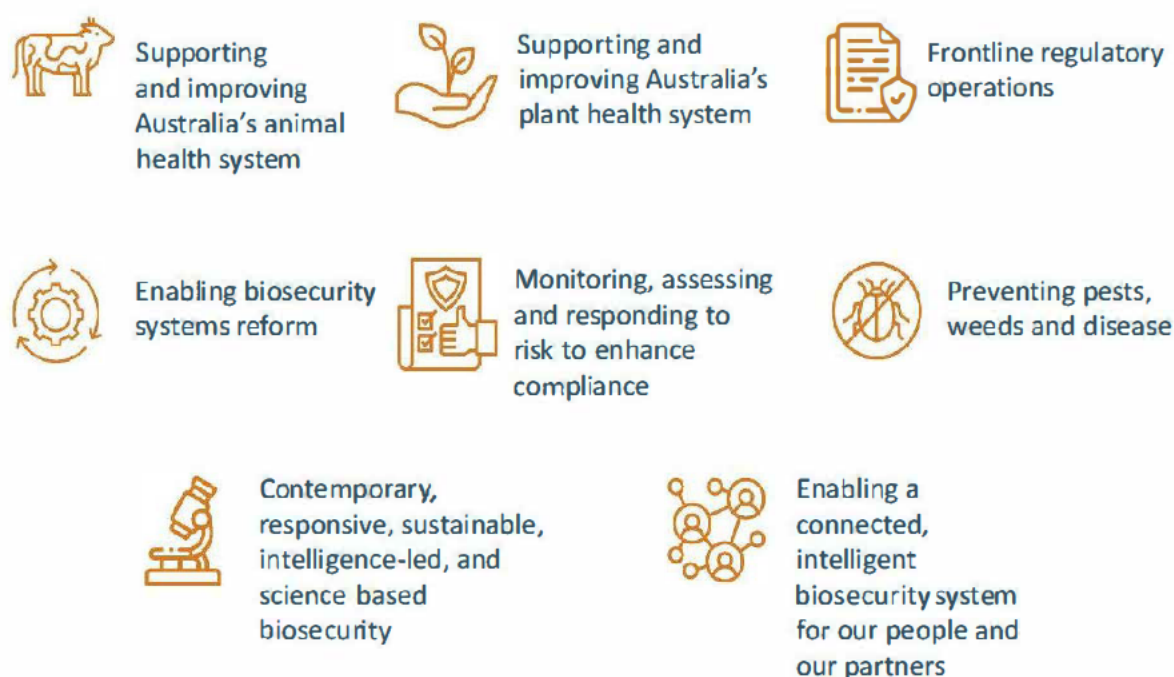 Supporting
and improving
Australia's animal
health system
Supporting and
improving Australia's
plant health system
Frontline regulatory
operations
Enabling biosecurity
systems reform
Monitoring, assessing
and responding to
risk to enhance
compliance
Preventing pests,
weeds and disease
Contemporary,
responsive, sustainable,
intelligence-led, and
science based
biosecurity
Enabling a
connected,
intelligent
biosecurity system
for our people and
our partners